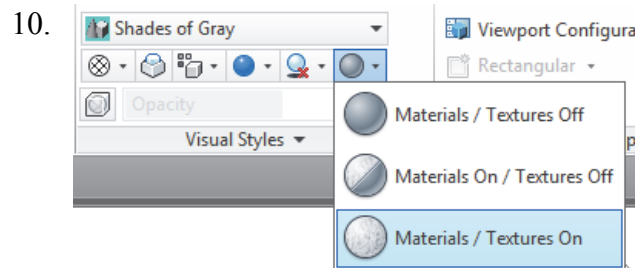 10.
Shades of Gray
Viewport Configura
Rectangular
Opacity
Visual Styles
Materials / Textures Off
Materials On / Textures Off
Materials / Textures On